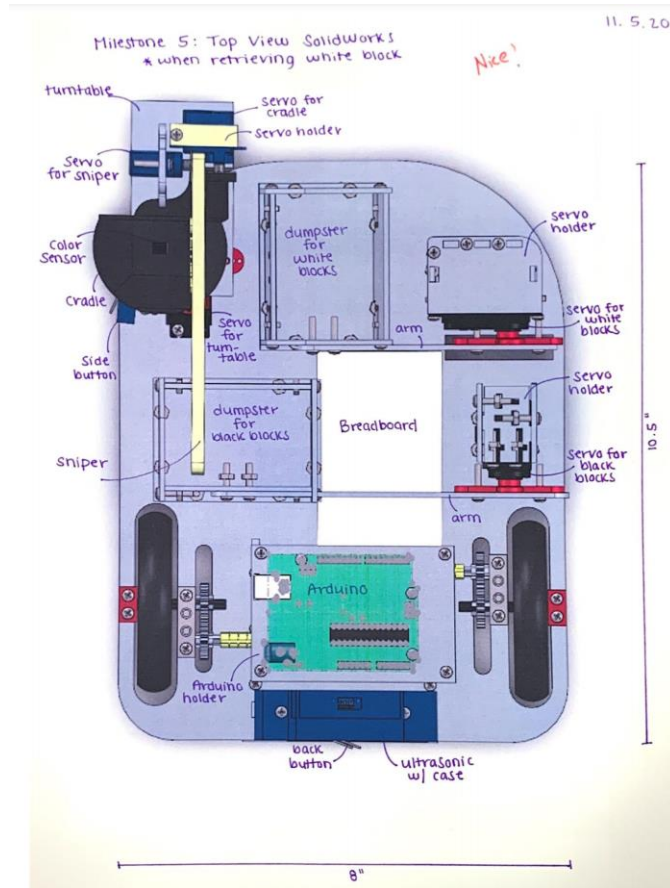 11.5.20
Milestone 5: Top View SolidWorks
* when retrieving white block
Nice!
turntable
servo for
cradle
servo holder
servo
for sniper
color
sensor
cradle
side
button
servo
for
turn-
table
dumpster
for
white
blocks
servo
holder
servo for
white
blocks
arm
servo
holder
dumpster
for
black blocks
Breadboard
sniper
servo for
black
blocks
arm
10.5"
Arduino
Arduino
holder
back
button
ultrasonic
w/ case
8"